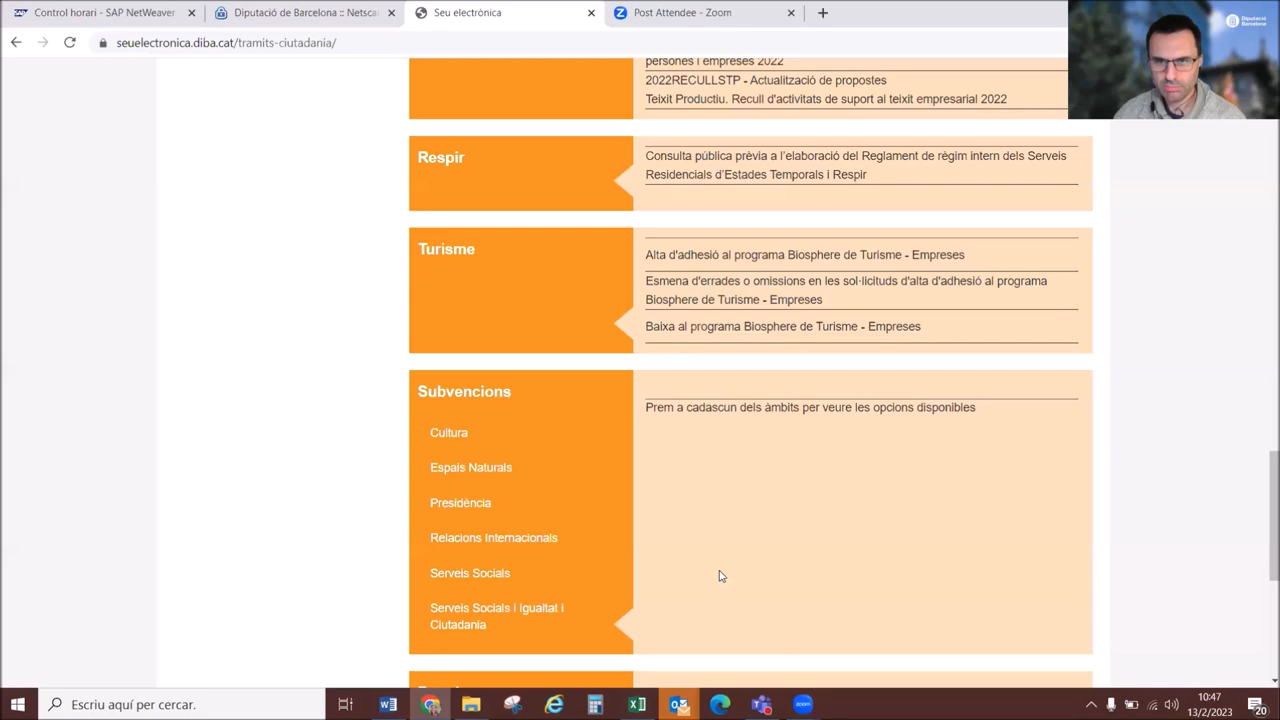 Control horari - SAP NetWeaver
Diputació de Barcelona :: Netsca
Seu electrònica
Post Attendee - Zoom
seuelectronica.diba.cat/tramits-ciutadania/
Diputació
Barcelona
persones i empreses 2022
2022RECULLSTP - Actualització de propostes
Teixit Productiu. Recull d'activitats de suport al teixit empresarial 2022
Respir
Consulta pública prèvia a l'elaboració del Reglament de règim intern dels Serveis
Residencials d'Estades Temporals i Respir
Turisme
Alta d'adhesió al programa Biosphere de Turisme - Empreses
Esmena d'errades o omissions en les sol·licituds d'alta d'adhesió al programa
Biosphere de Turisme - Empreses
Baixa al programa Biosphere de Turisme - Empreses
Subvencions
Prem a cadascun dels àmbits per veure les opcions disponibles
Cultura
Espais Naturals
Presidència
Relacions Internacionals
Serveis Socials
Serveis Socials i Igualtat i
Ciutadania
Escriu aquí per cercar.
10:47
13/2/2023
20